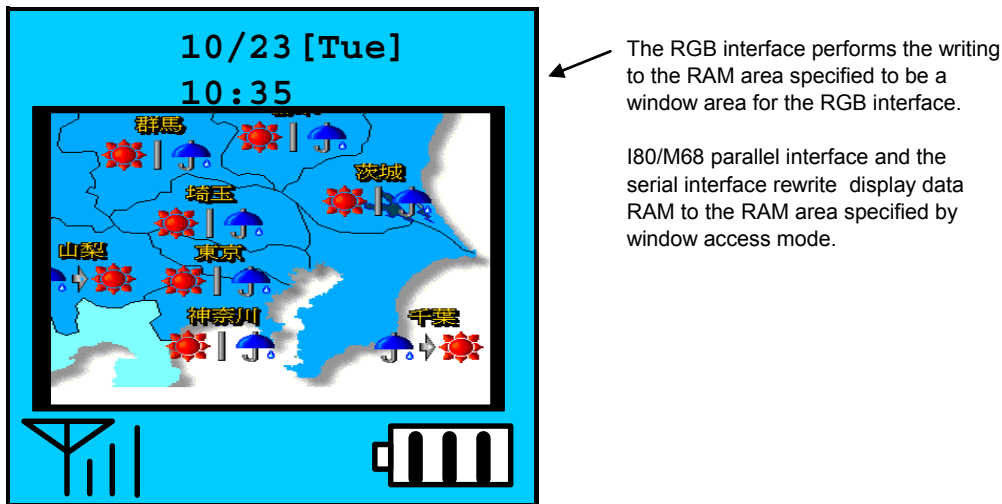 10/23[Tue]
10:35
群馬
茨城
埼玉
山梨
東京
神奈川
千葉
The RGB interface performs the writing
to the RAM area specified to be a
window area for the RGB interface.
I80/M68 parallel interface and the
serial interface rewrite display data
RAM to the RAM area specified by
window access mode.